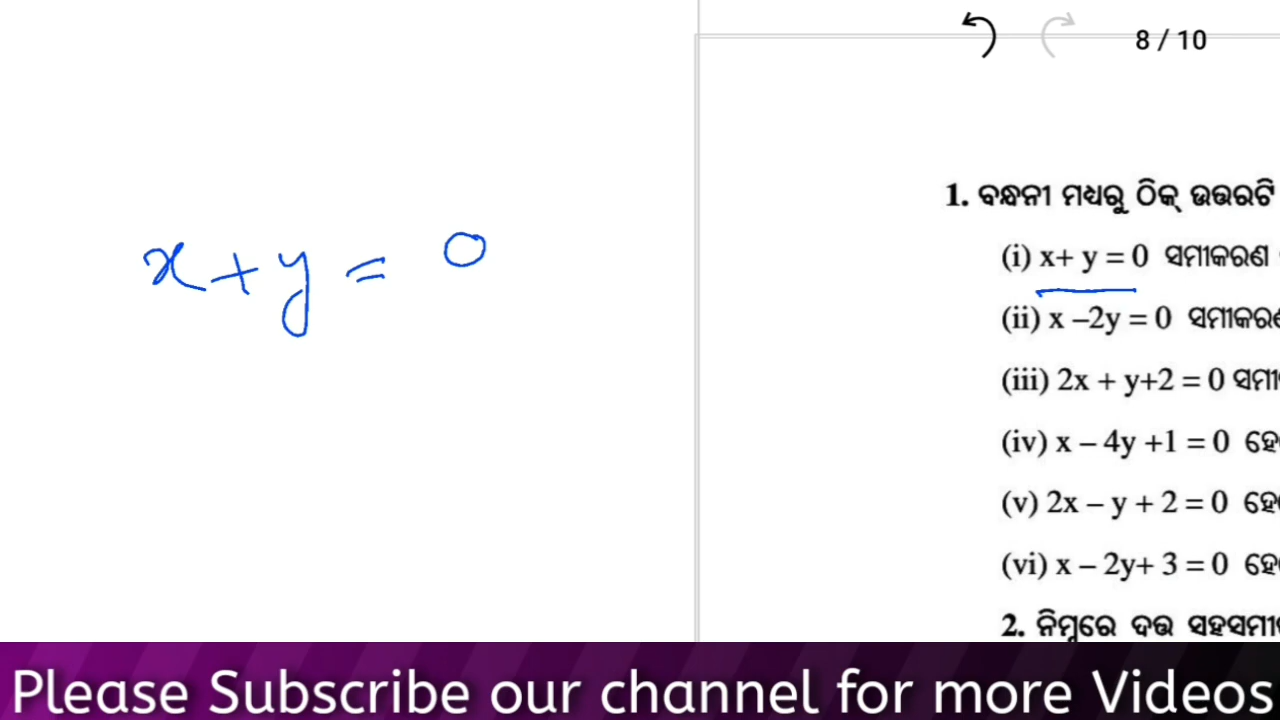 8 / 10
1. ବନ୍ଧନୀ ମଧ୍ୟରୁ ଠିକ୍ ଉତ୍ତରଟି
x + y = 0
(i) x+ y = 0 ସମୀକରଣ
(ii) x –2y = 0
(iii) 2x + y+2 = 0
(iv) x – 4y +1 = 0
(v) 2x – y + 2 = 0
(vi) x – 2y+ 3 = 0
2. ନିମ୍ନରେ ଦତ୍ତ
Please Subscribe our channel for more Videos